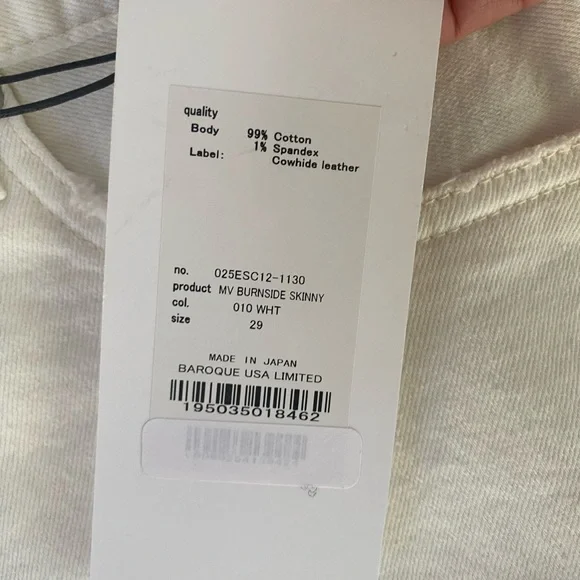 quality
Body 99% Cotton
1% Spandex
Label: Cowhide leather
no. 025ESC12-1130
product MV BURNSIDE SKINNY
col. 010 WHT
size 29
MADE IN JAPAN
BAROQUE USA LIMITED
195035018462